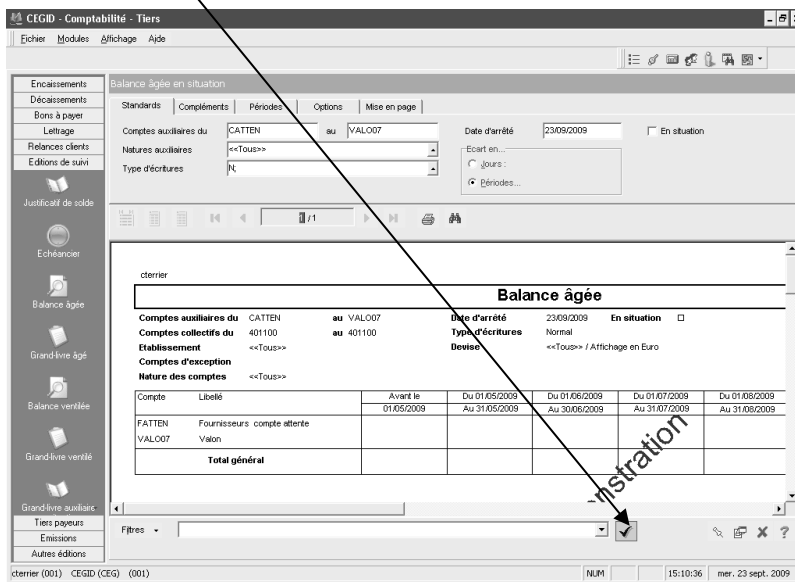 CEGID - Comptabilité - Tiers
Fichier Modules Affichage Aide
Encaissements
Décaissements
Bons à payer
Lettrage
Relances clients
Editions de suivi
Justificatif de solde
Echéancier
Balance âgée
Grand-livre âgé
Balance ventilée
Grand-livre ventilé
Grand-livre auxiliaire
Tiers payeurs
Emissions
Autres éditions
Balance âgée en situation
Standards Compléments Périodes Options Mise en page
Comptes auxiliaires du CATTEN au VALO07 Date d'arrêté 23/09/2009 En situation
Natures auxiliaires <<Tous>> Ecart en...
Type d'écritures N; Jours :
Périodes...
1 /1
cterrier
Balance âgée
Comptes auxiliaires du CATTEN au VALO07 Date d'arrêté 23/09/2009 En situation
Comptes collectifs du 401100 au 401100 Type d'écritures Normal
Etablissement <<Tous>> Devise <<Tous>> / Affichage en Euro
Comptes d'exception
Nature des comptes <<Tous>>
Compte Libellé Avant le Du 01/05/2009 Du 01/06/2009 Du 01/07/2009 Du 01/08/2009
01/05/2009 Au 31/05/2009 Au 30/06/2009 Au 31/07/2009 Au 31/08/2009
FATTEN Fournisseurs compte attente
VALO07 Valon
Total général
nstration
Filtres
cterrier (001) CEGID (CEG) (001) NUM 15:10:36 mer. 23 sept. 2009